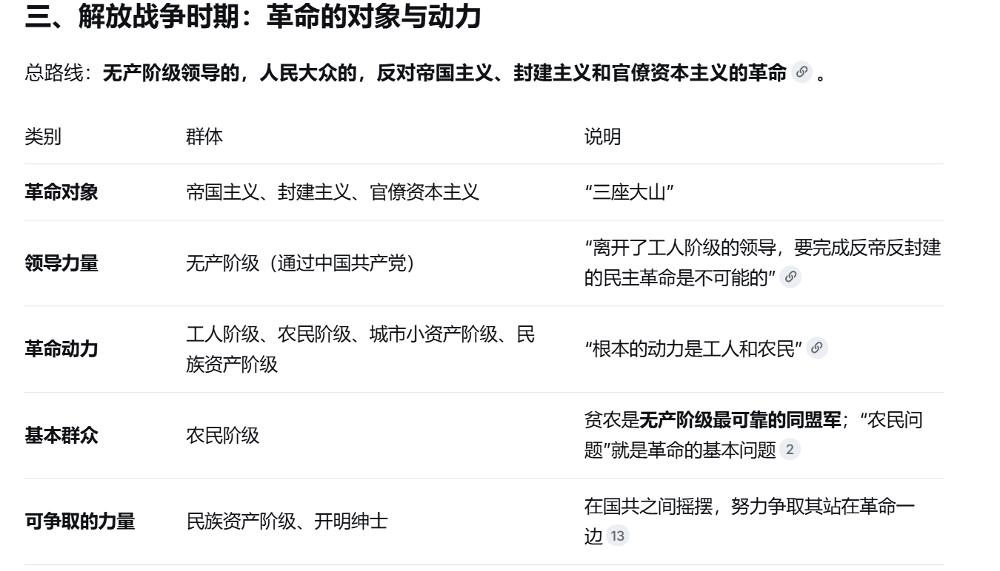 三、解放战争时期：革命的对象与动力
总路线：无产阶级领导的，人民大众的，反对帝国主义、封建主义和官僚资本主义的革命。
类别 群体 说明
革命对象 帝国主义、封建主义、官僚资本主义 “三座大山”
领导力量 无产阶级（通过中国共产党） “离开了工人阶级的领导，要完成反帝反封建
的民主革命是不可能的”
革命动力 工人阶级、农民阶级、城市小资产阶级、民
族资产阶级 “根本的动力是工人和农民”
基本群众 农民阶级 贫农是无产阶级最可靠的同盟军；“农民问
题”就是革命的基本问题 2
可争取的力量 民族资产阶级、开明绅士 在国共之间摇摆，努力争取其站在革命一
边 13